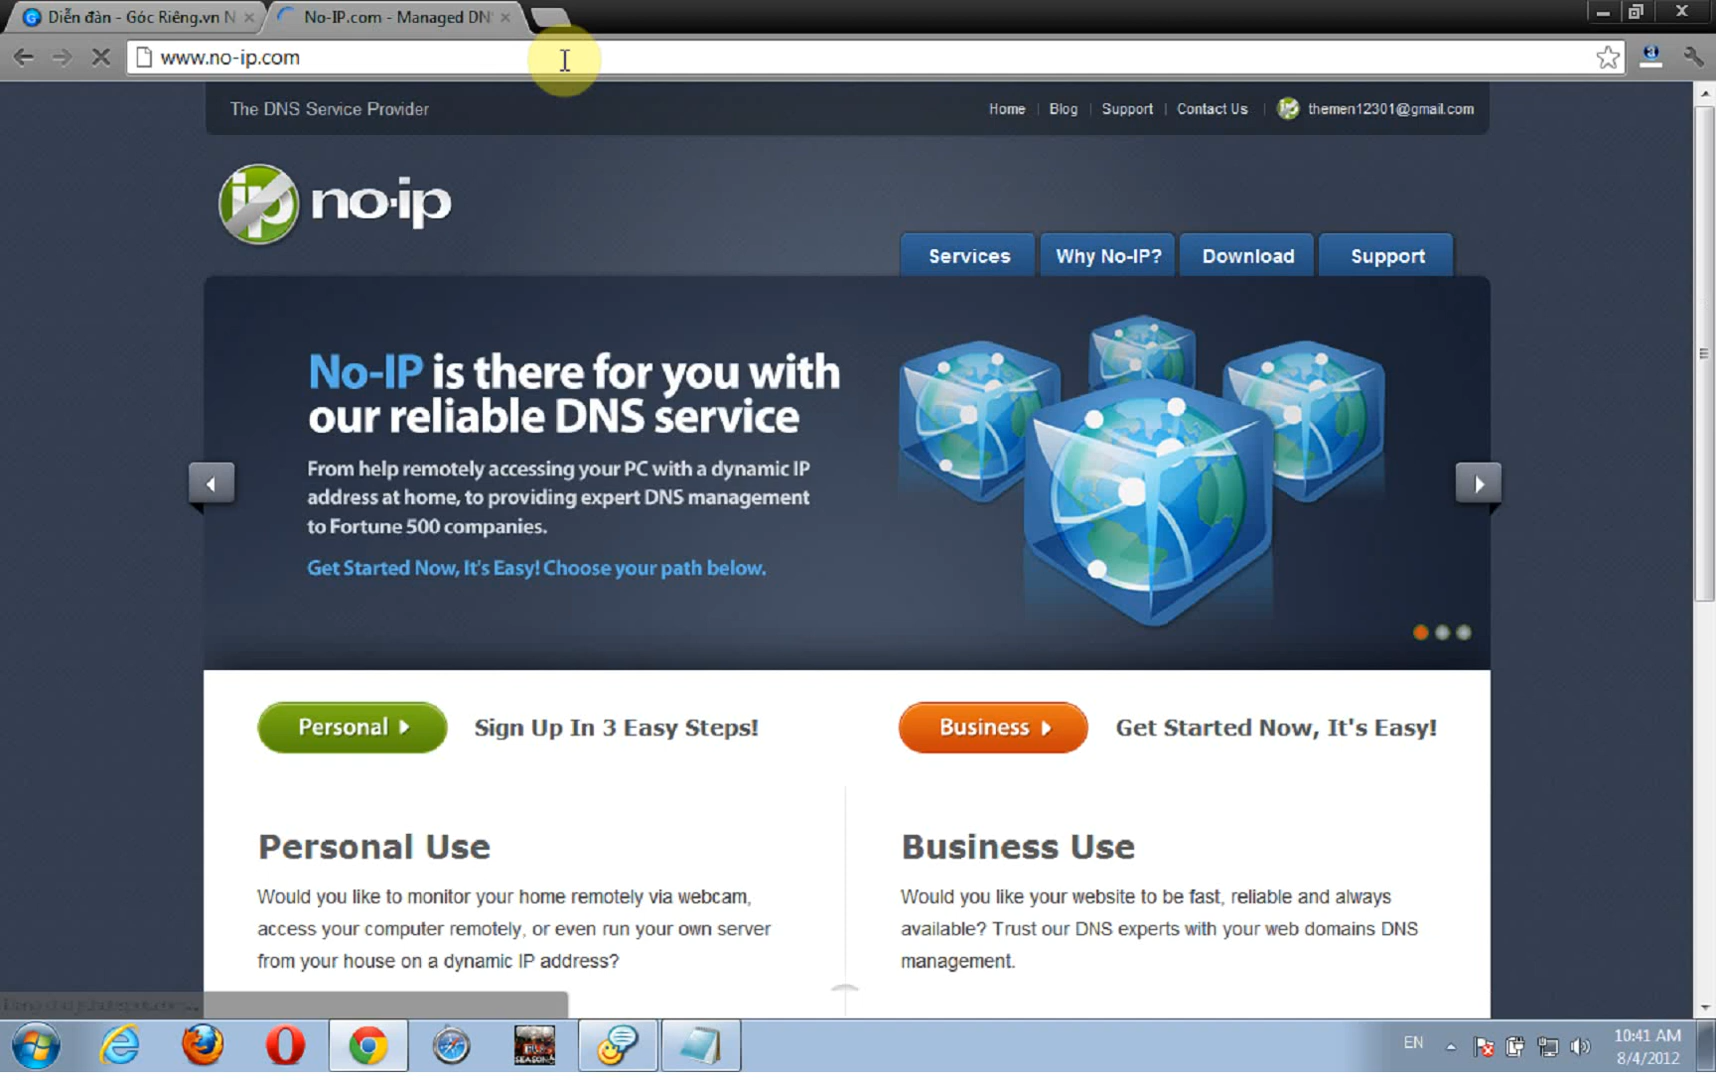 Diễn đàn - Góc Riêng.vn N
No-IP.com - Managed DN
www.no-ip.com
The DNS Service Provider
Home | Blog | Support | Contact Us | themen12301@gmail.com
ip no-ip
Services Why No-IP? Download Support
No-IP is there for you with
our reliable DNS service
From help remotely accessing your PC with a dynamic IP
address at home, to providing expert DNS management
to Fortune 500 companies.
Get Started Now, It's Easy! Choose your path below.
Personal Sign Up In 3 Easy Steps!
Business Get Started Now, It's Easy!
Personal Use
Would you like to monitor your home remotely via webcam,
access your computer remotely, or even run your own server
from your house on a dynamic IP address?
Business Use
Would you like your website to be fast, reliable and always
available? Trust our DNS experts with your web domains DNS
management.
EN
10:41 AM
8/4/2012